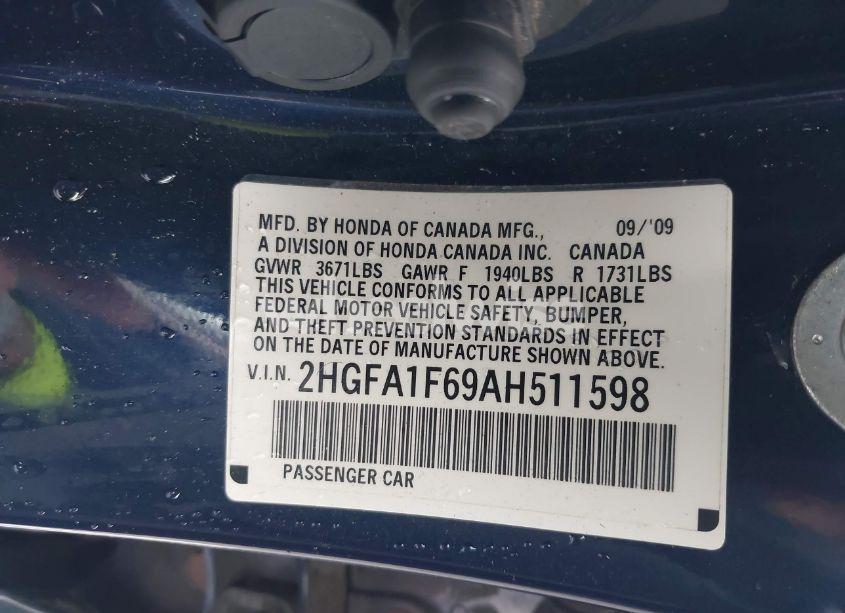 MFD. BY HONDA OF CANADA MFG., 09/'09
A DIVISION OF HONDA CANADA INC. CANADA
GVWR 3671LBS GAWR F 1940LBS R 1731LBS
THIS VEHICLE CONFORMS TO ALL APPLICABLE
FEDERAL MOTOR VEHICLE SAFETY, BUMPER,
AND THEFT PREVENTION STANDARDS IN EFFECT
ON THE DATE OF MANUFACTURE SHOWN ABOVE.
V.I.N. 2HGFA1F69AH511598
PASSENGER CAR